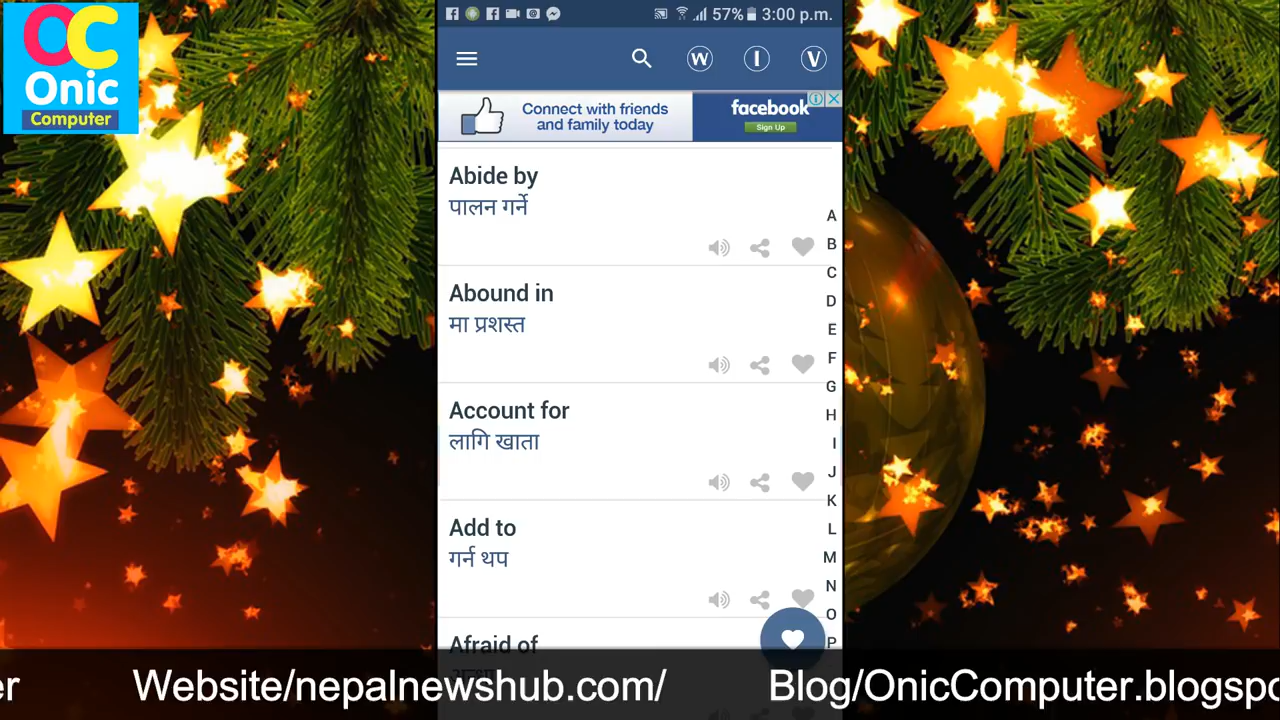 OC
Onic
Computer
57% 3:00 p.m.
W I V
Connect with friends
and family today
facebook
Sign Up
Abide by
पालन गर्ने
Abound in
मा प्रशस्त
Account for
लागि खाता
Add to
गर्न थप
Afraid of
A
B
C
D
E
F
G
H
I
J
K
L
M
N
O
P
er Website/nepalnewshub.com/ Blog/OnicComputer.blogspo